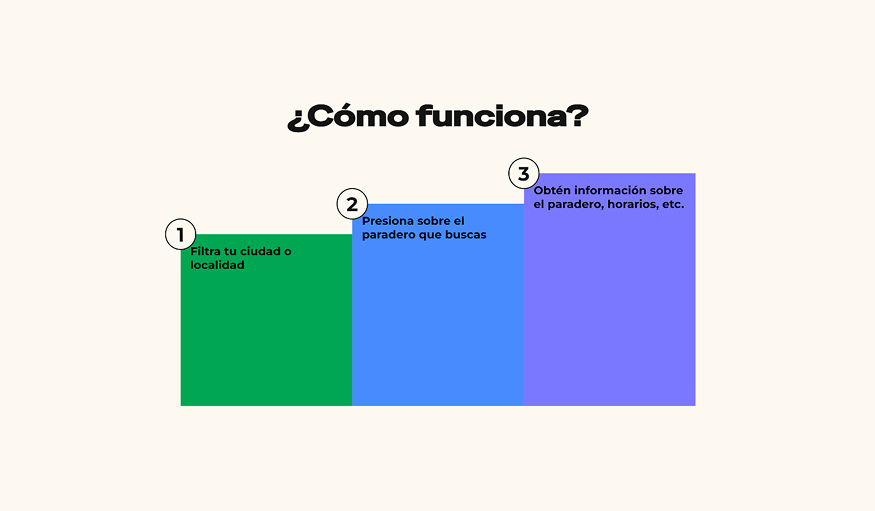 ¿Cómo funciona?
1
Filtra tu ciudad o
localidad
2
Presiona sobre el
paradero que buscas
3
Obtén información sobre
el paradero, horarios, etc.